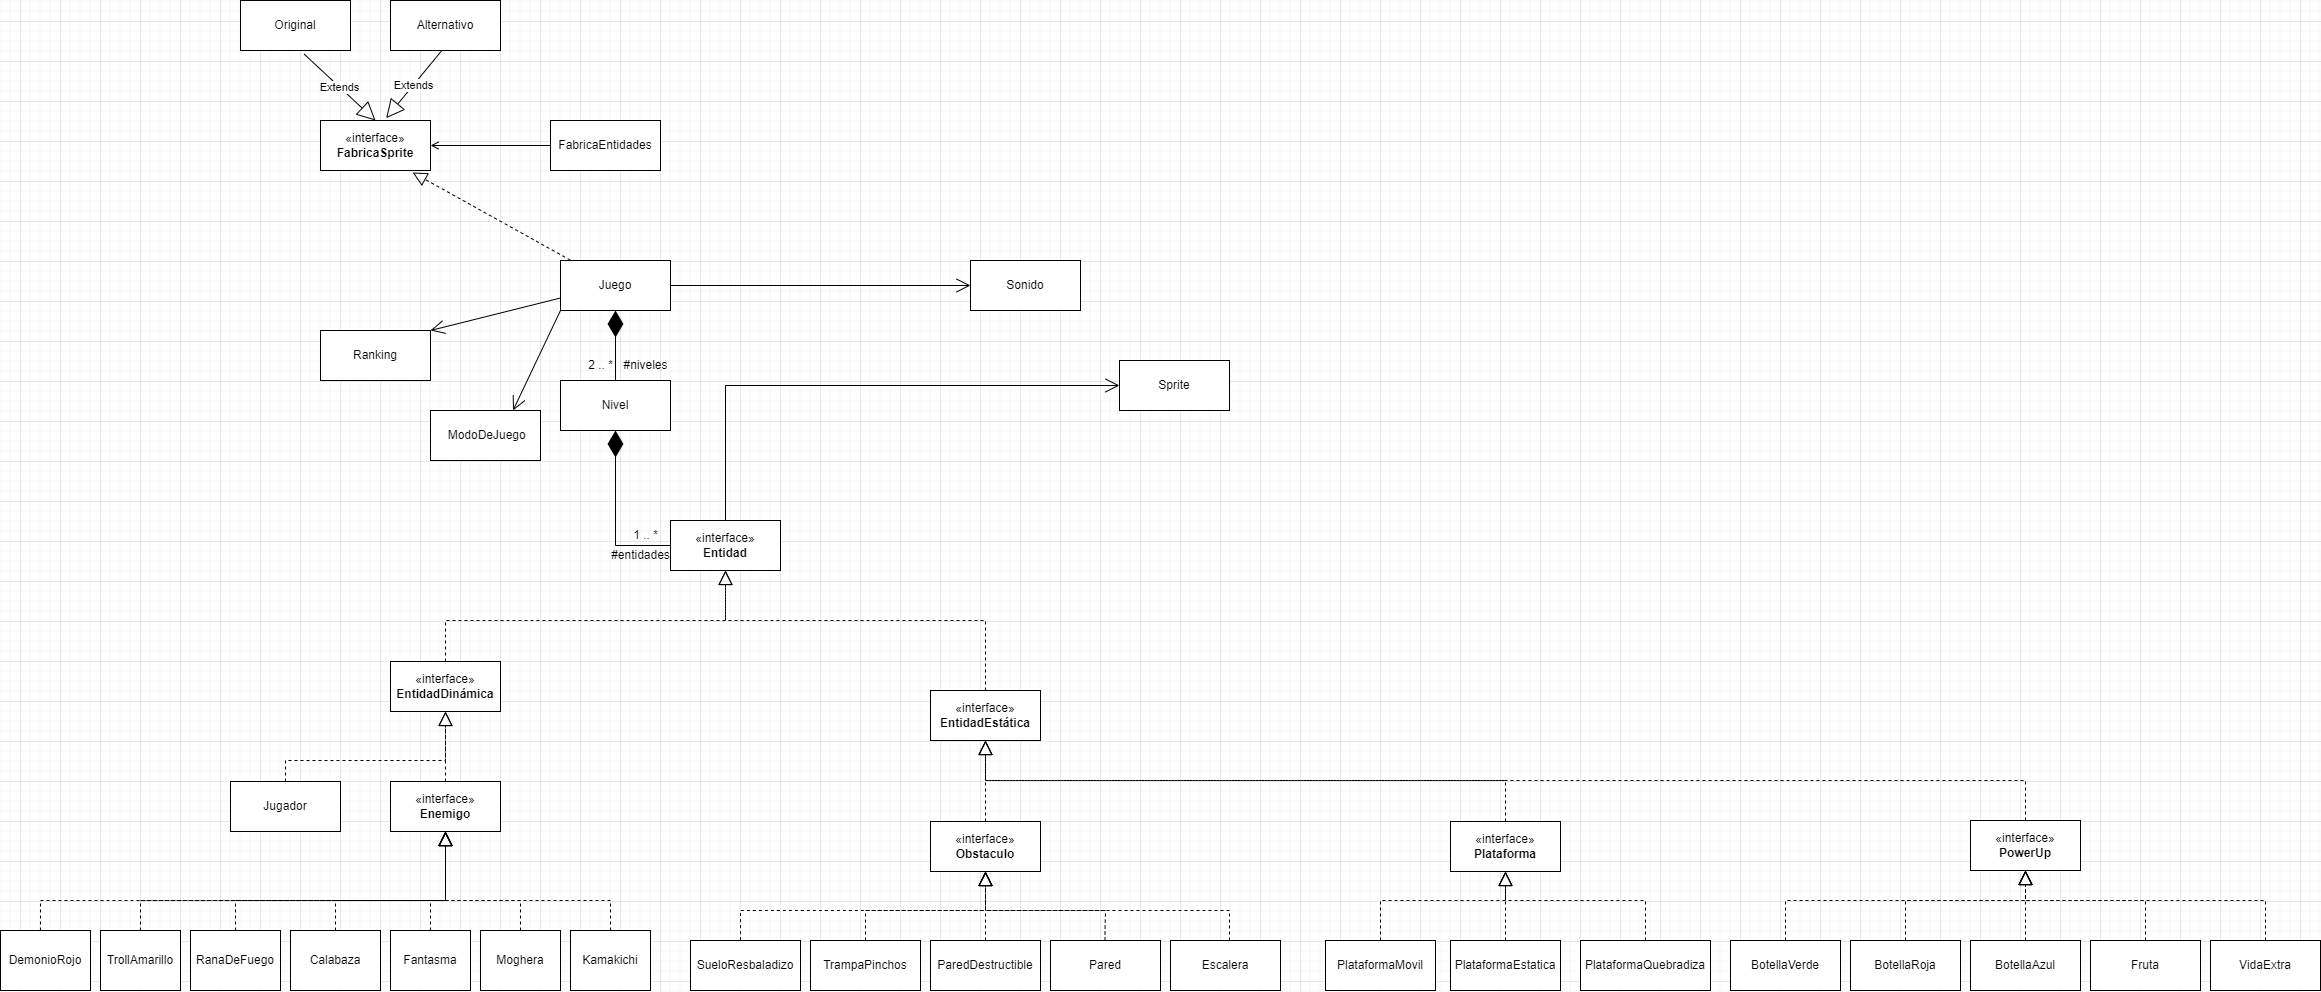 Original
Alternativo
Extends
Extends
«interface»
FabricaSprite
FabricaEntidades
Juego
Sonido
Ranking
2 .. *
#niveles
Sprite
Nivel
ModoDeJuego
1 .. *
#entidades
«interface»
Entidad
«interface»
EntidadDinámica
«interface»
EntidadEstática
Jugador
«interface»
Enemigo
«interface»
Obstaculo
«interface»
Plataforma
«interface»
PowerUp
DemonioRojo
TrollAmarillo
RanaDeFuego
Calabaza
Fantasma
Moghera
Kamakichi
SueloResbaladizo
TrampaPinchos
ParedDestructible
Pared
Escalera
PlataformaMovil
PlataformaEstatica
PlataformaQuebradiza
BotellaVerde
BotellaRoja
BotellaAzul
Fruta
VidaExtra